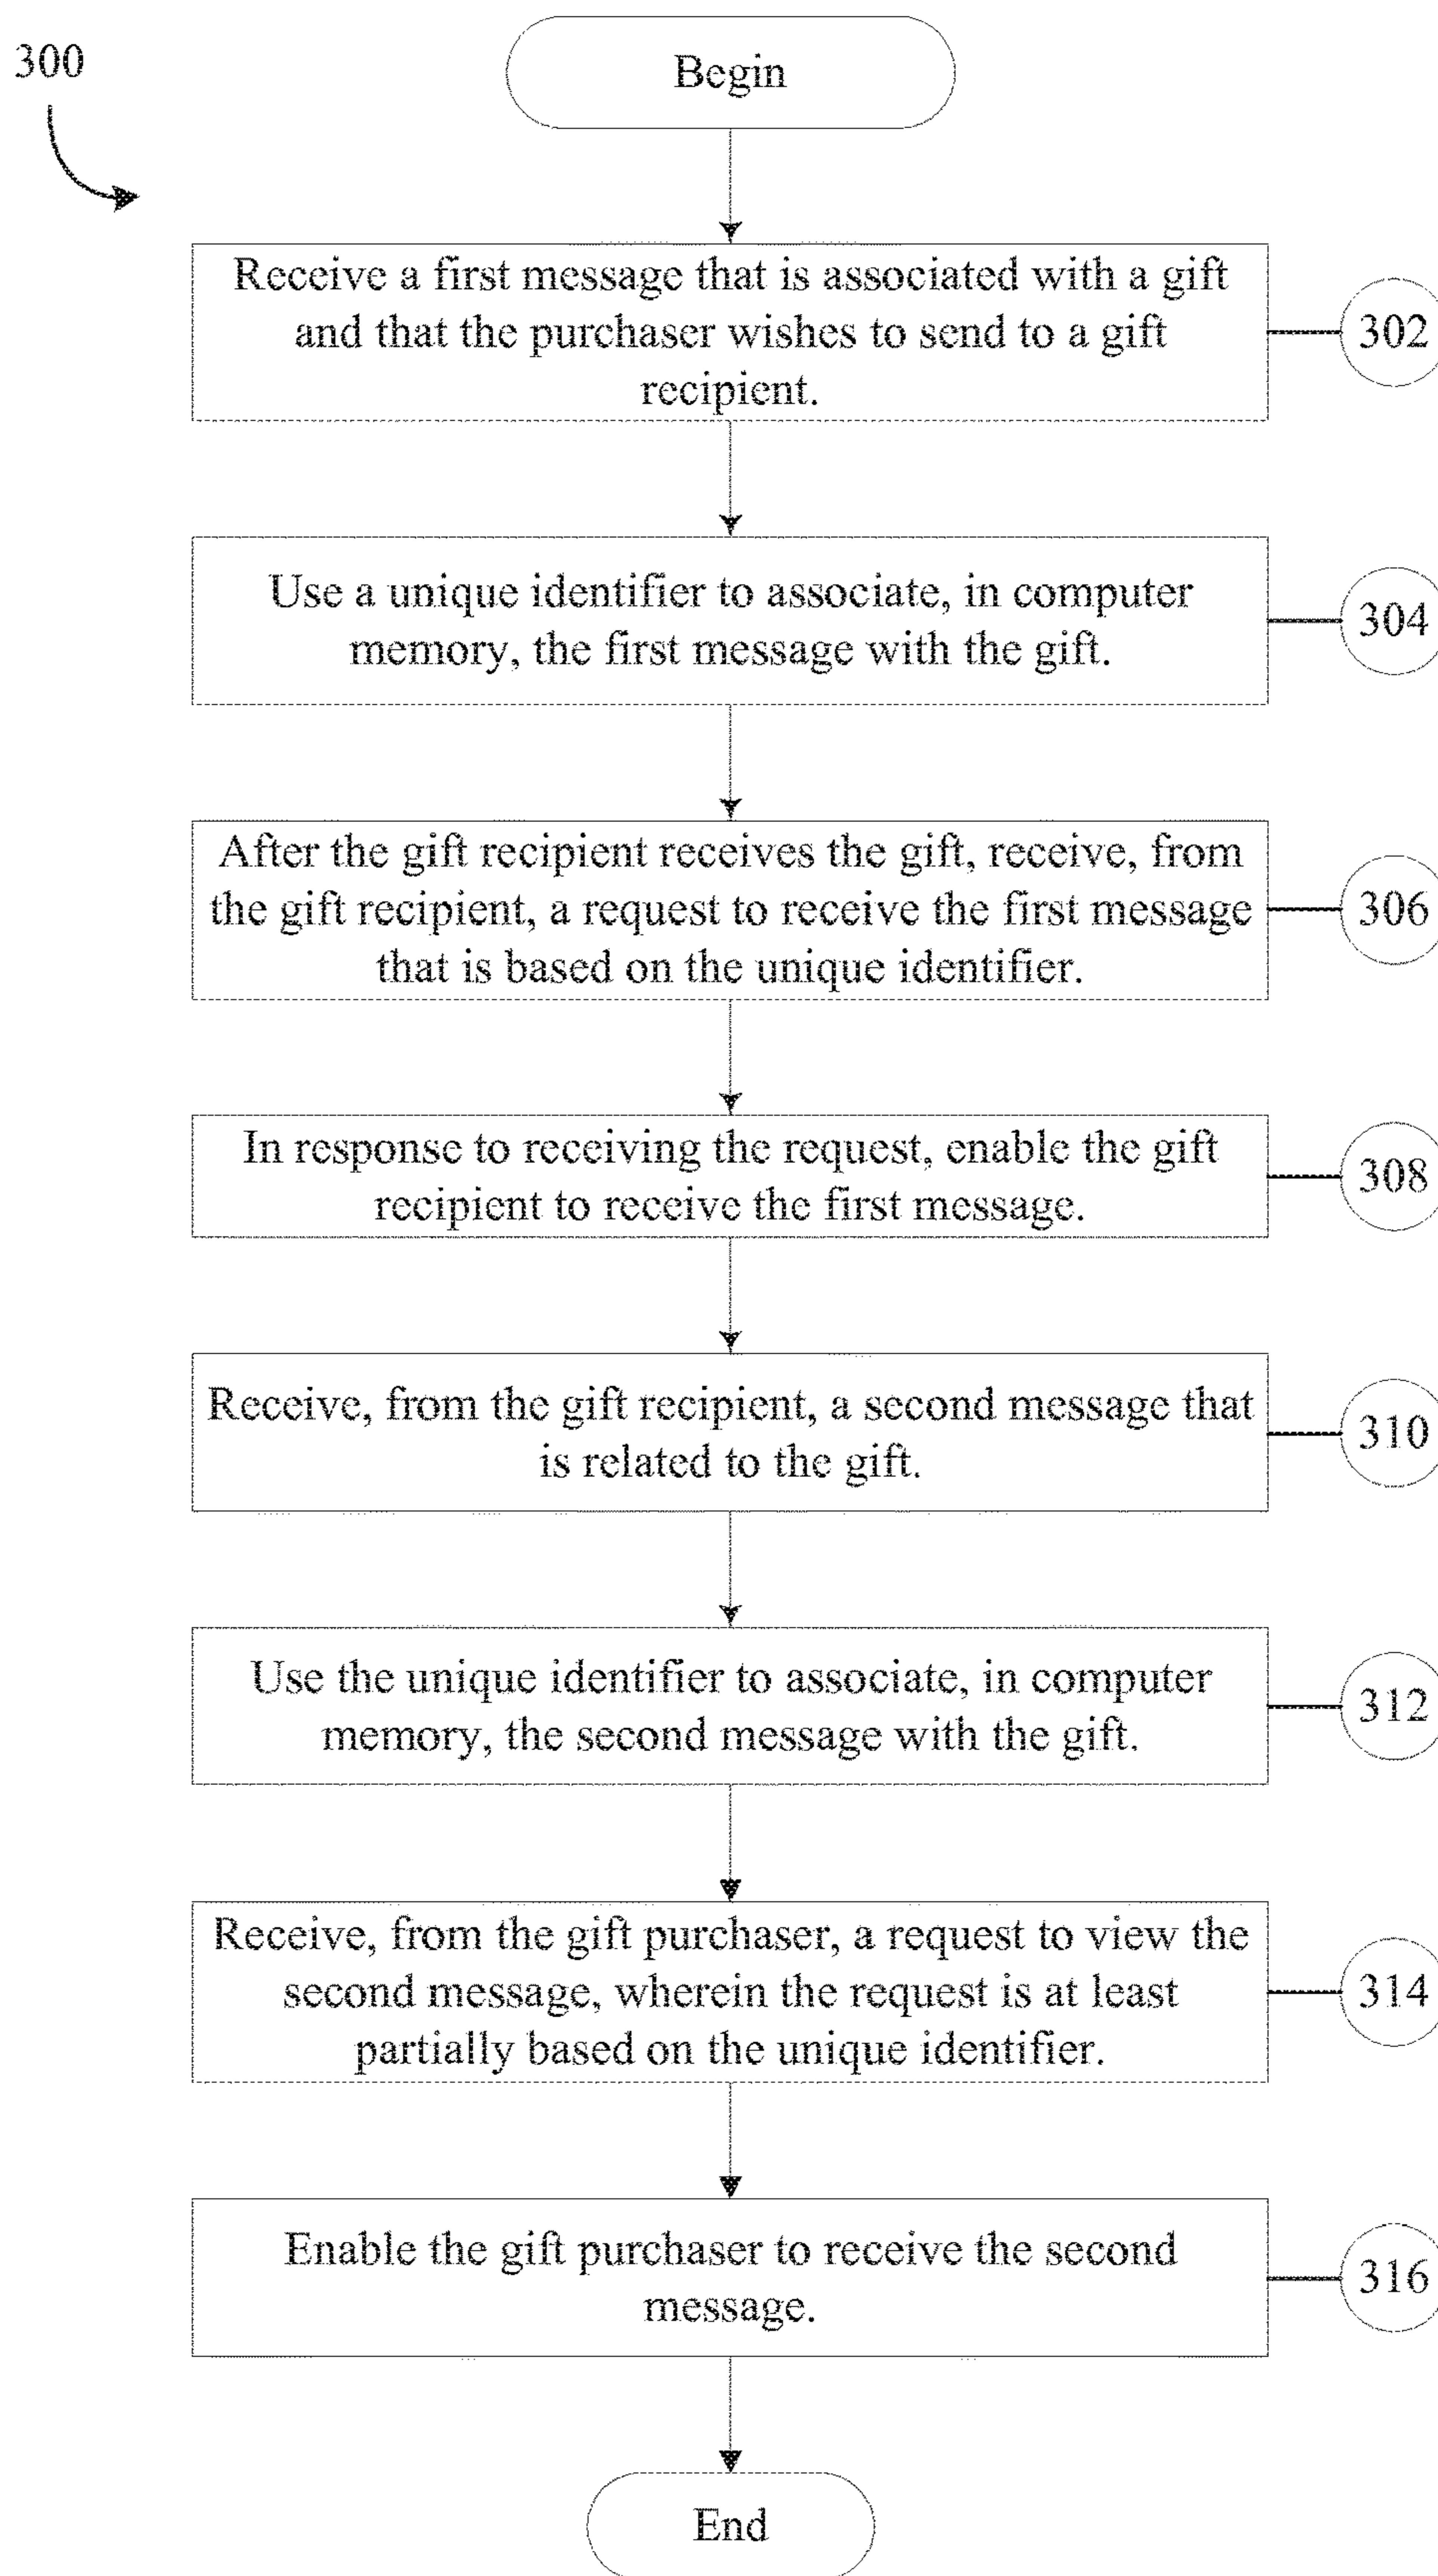 300
Begin
Receive a first message that is associated with a gift
and that the purchaser wishes to send to a gift
recipient.
302
Use a unique identifier to associate, in computer
memory, the first message with the gift.
304
After the gift recipient receives the gift, receive, from
the gift recipient, a request to receive the first message
that is based on the unique identifier.
306
In response to receiving the request, enable the gift
recipient to receive the first message.
308
Receive, from the gift recipient, a second message that
is related to the gift.
310
Use the unique identifier to associate, in computer
memory, the second message with the gift.
312
Receive, from the gift purchaser, a request to view the
second message, wherein the request is at least
partially based on the unique identifier.
314
Enable the gift purchaser to receive the second
message.
316
End